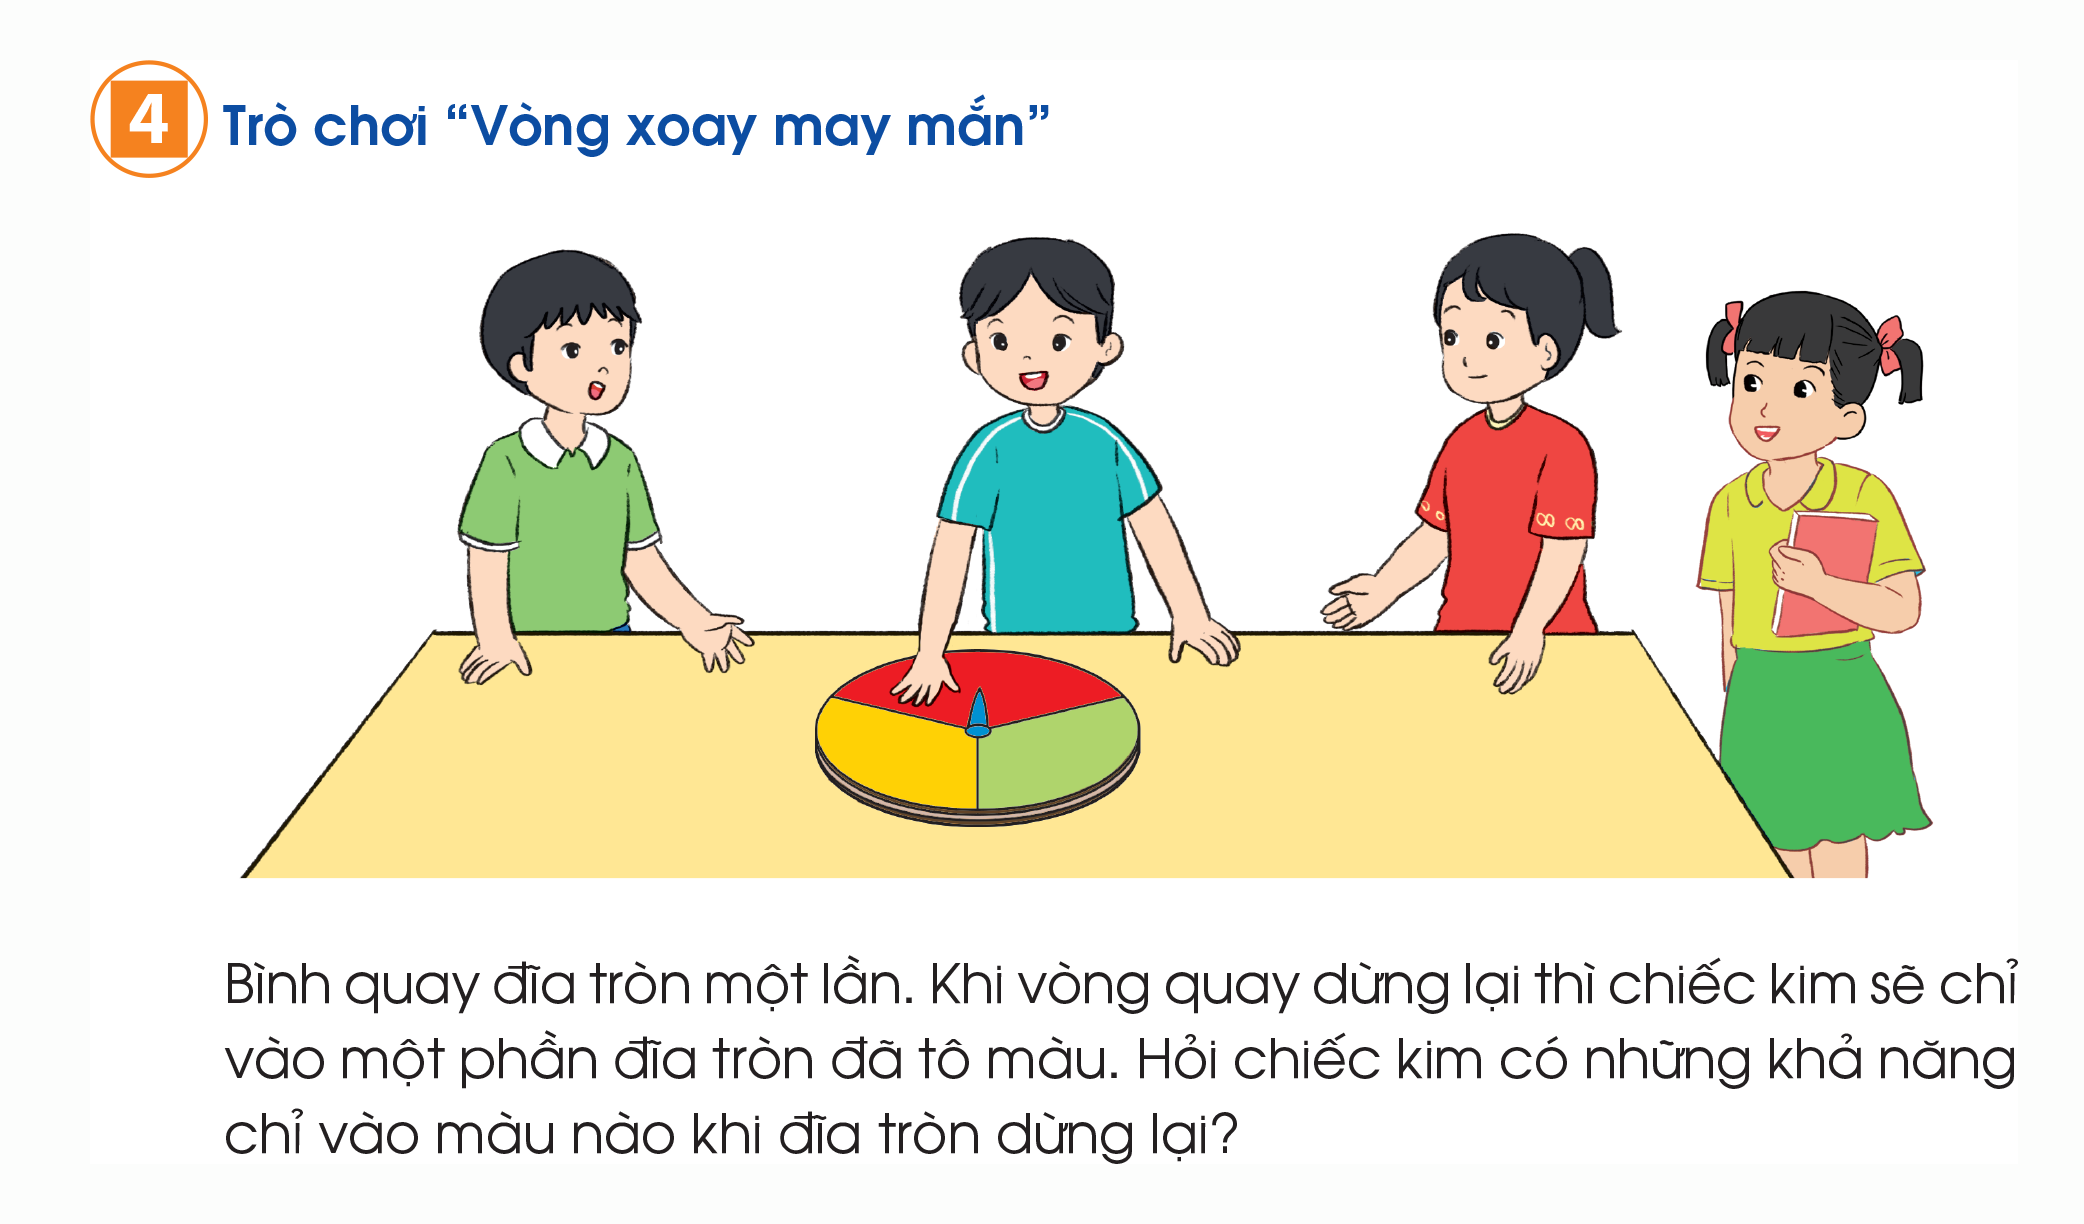 4 Trò chơi “Vòng xoay may mắn”
Bình quay đĩa tròn một lần. Khi vòng quay dừng lại thì chiếc kim sẽ chỉ
vào một phần đĩa tròn đã tô màu. Hỏi chiếc kim có những khả năng
chỉ vào màu nào khi đĩa tròn dừng lại?